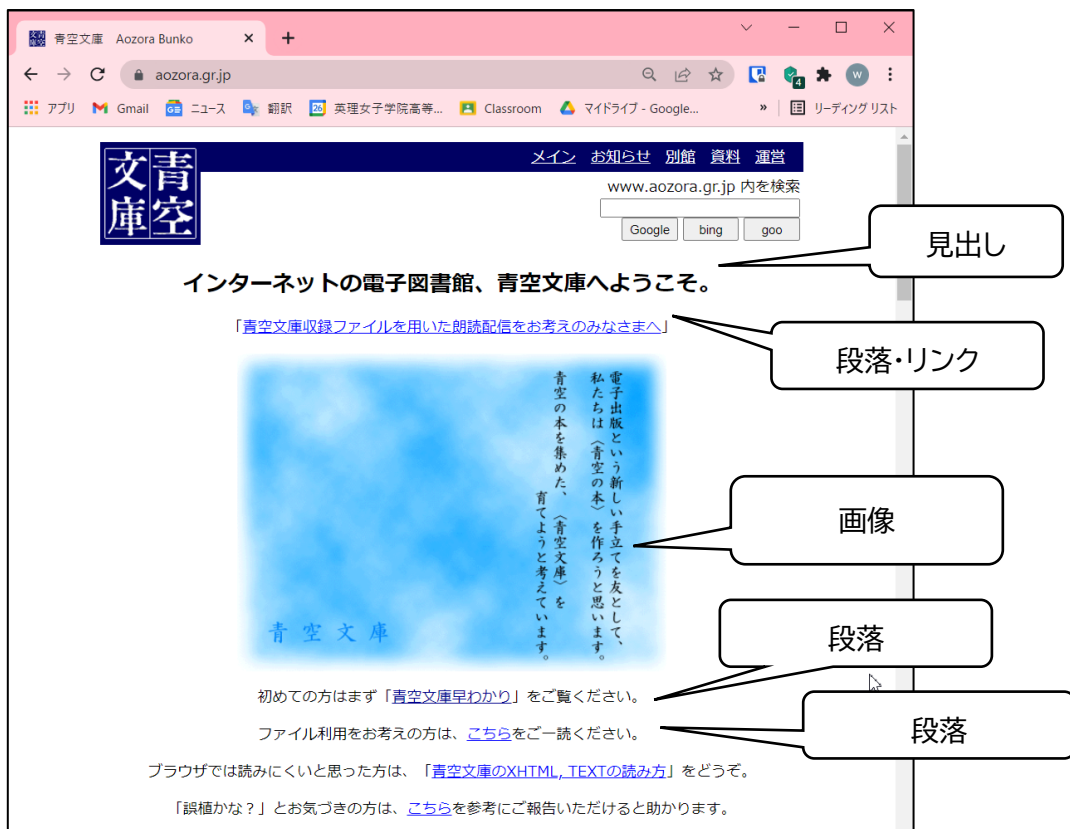 青空文庫 Aozora Bunko
aozora.gr.jp
4
W
アプリ
Gmail
GE ニュース
翻訳
26 英理女子学院高等...
Classroom
マイドライブ - Google...
»
リーディング リスト
青空文庫
メイン お知らせ 別館 資料 運営
www.aozora.gr.jp 内を検索
Google bing goo
見出し
インターネットの電子図書館、青空文庫へようこそ。
「青空文庫収録ファイルを用いた朗読配信をお考えのみなさまへ」
段落・リンク
電子出版という新しい手立てを友として、
私たちは〈青空の本〉を作ろうと思います。
青空の本を集めた、〈青空文庫〉を
育てようと考えています。
青空文庫
画像
段落
初めての方はまず「青空文庫早わかり」をご覧ください。
段落
ファイル利用をお考えの方は、こちらをご一読ください。
ブラウザでは読みにくいと思った方は、「青空文庫のXHTML, TEXTの読み方」をどうぞ。
「誤植かな？」とお気づきの方は、こちらを参考にご報告いただけると助かります。